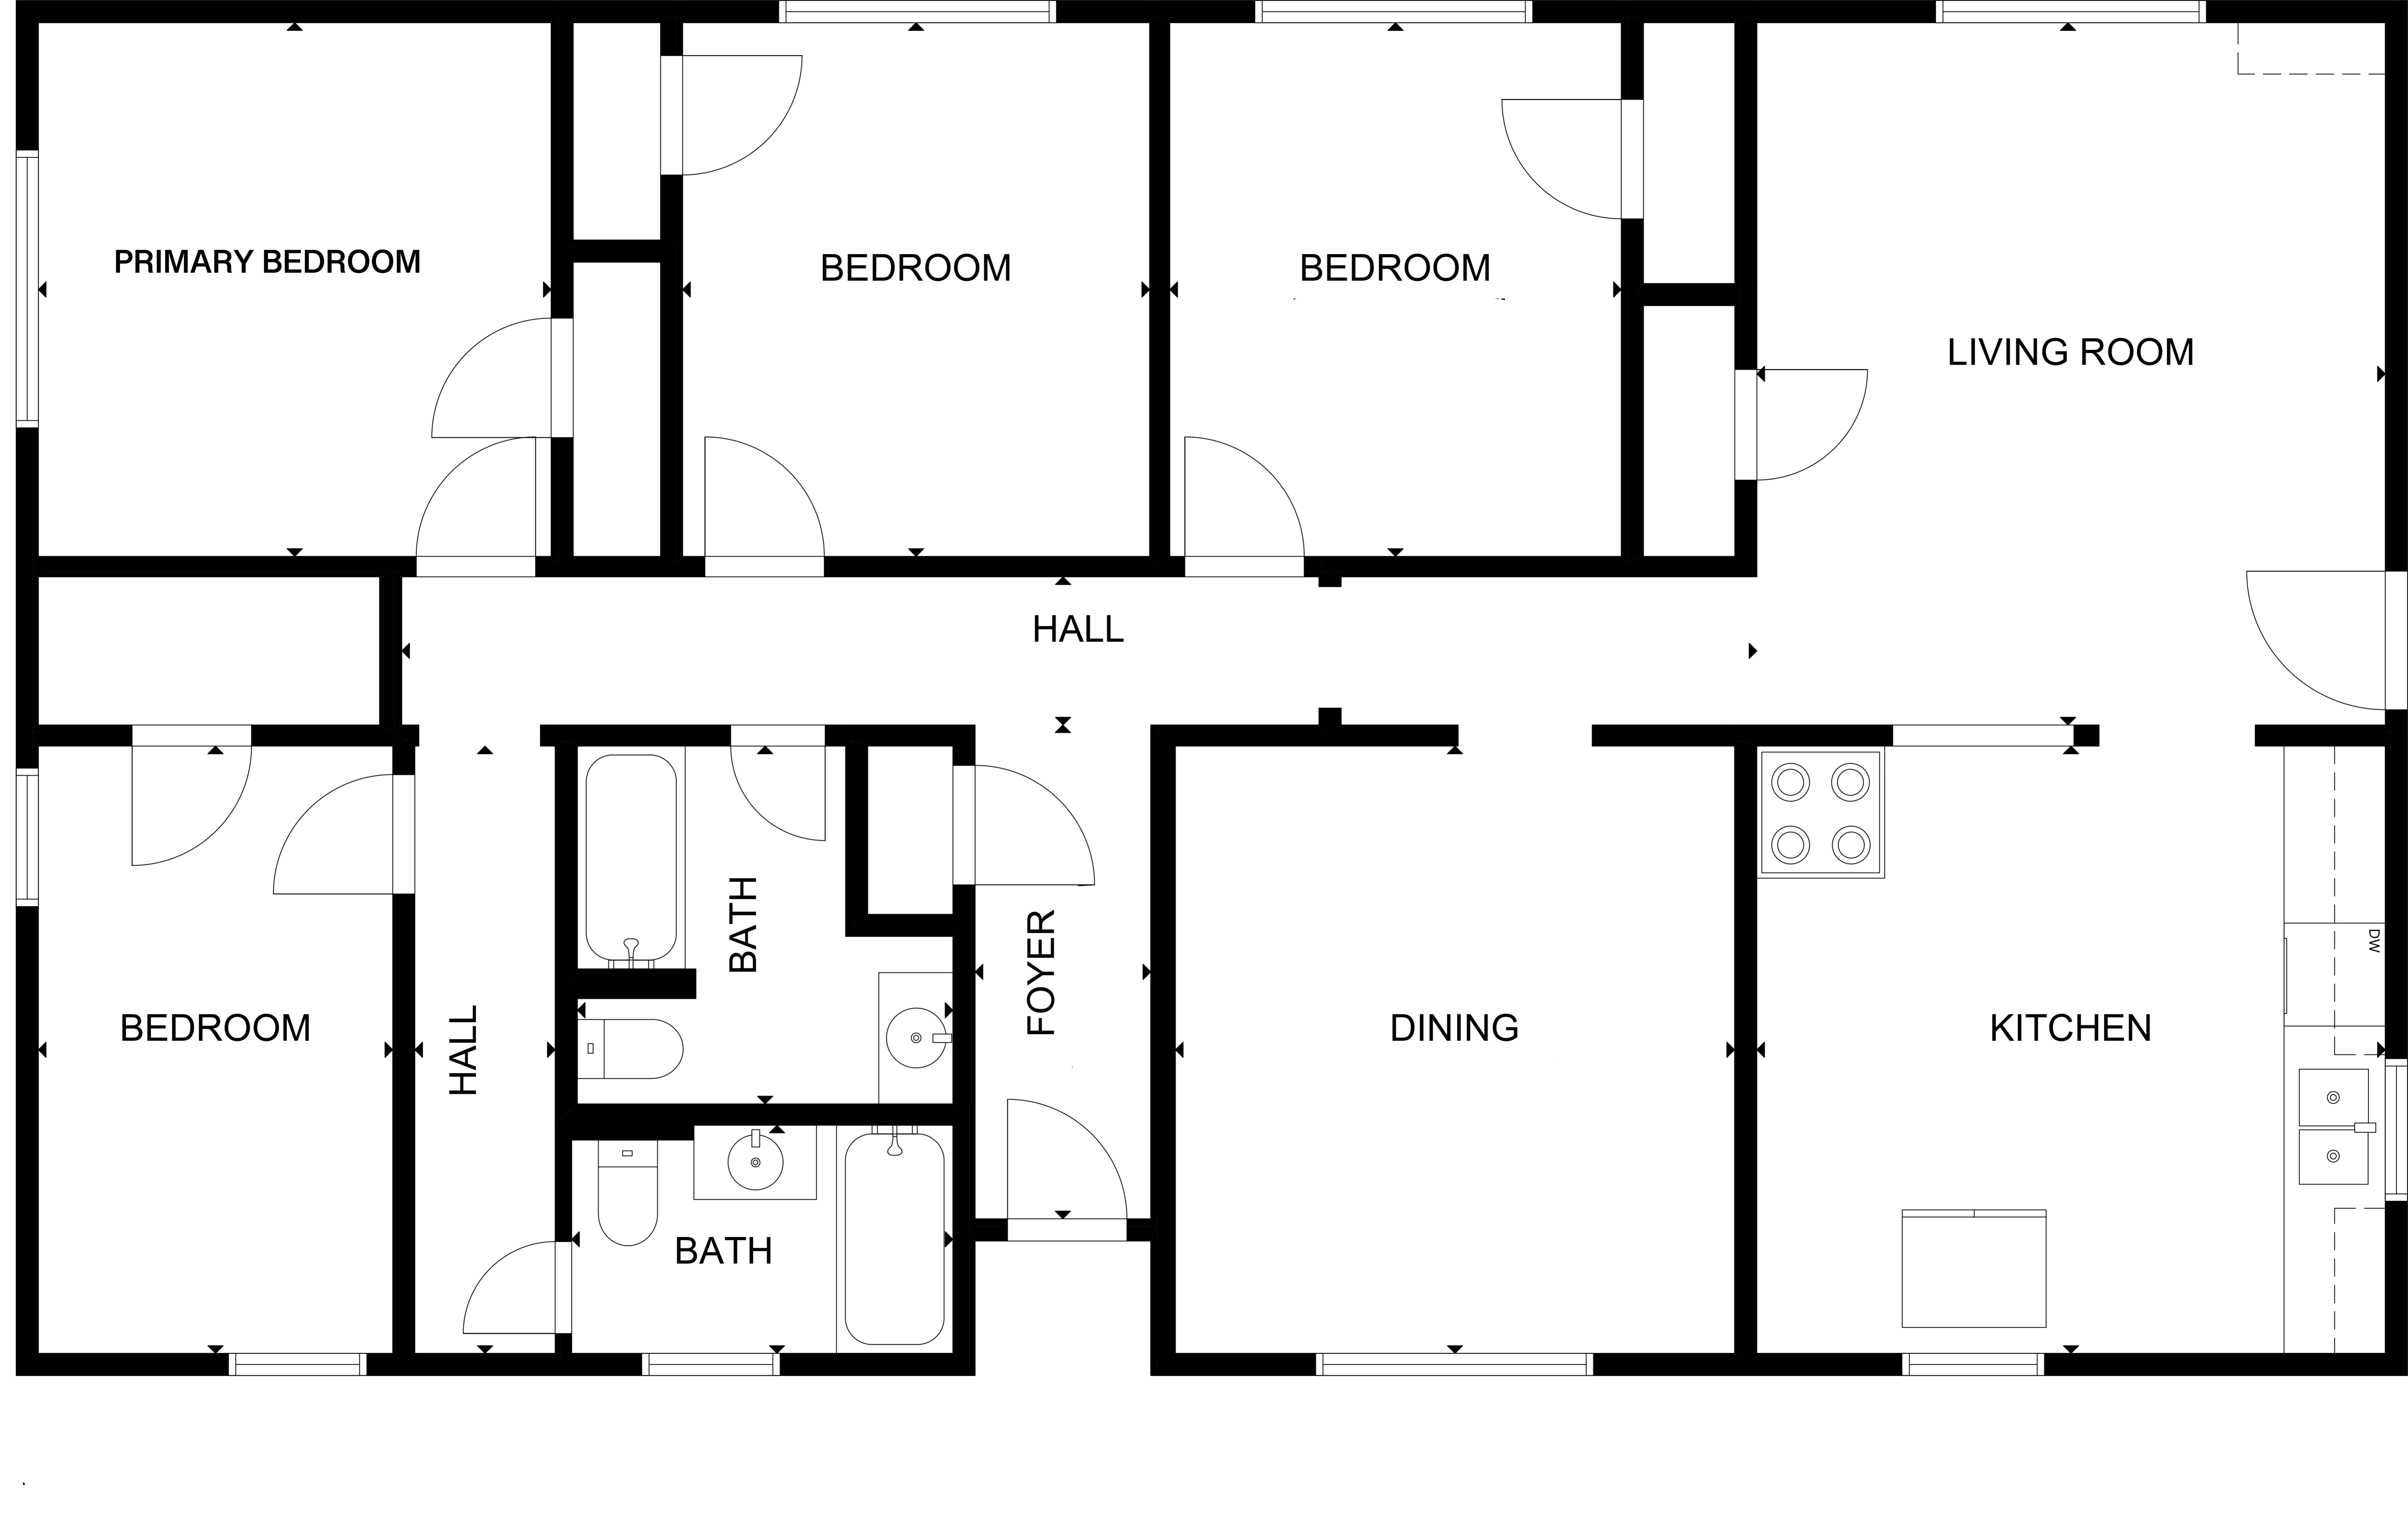 PRIMARY BEDROOM
BEDROOM
BEDROOM
LIVING ROOM
HALL
BATH
FOYER
DW
BEDROOM
HALL
DINING
KITCHEN
BATH